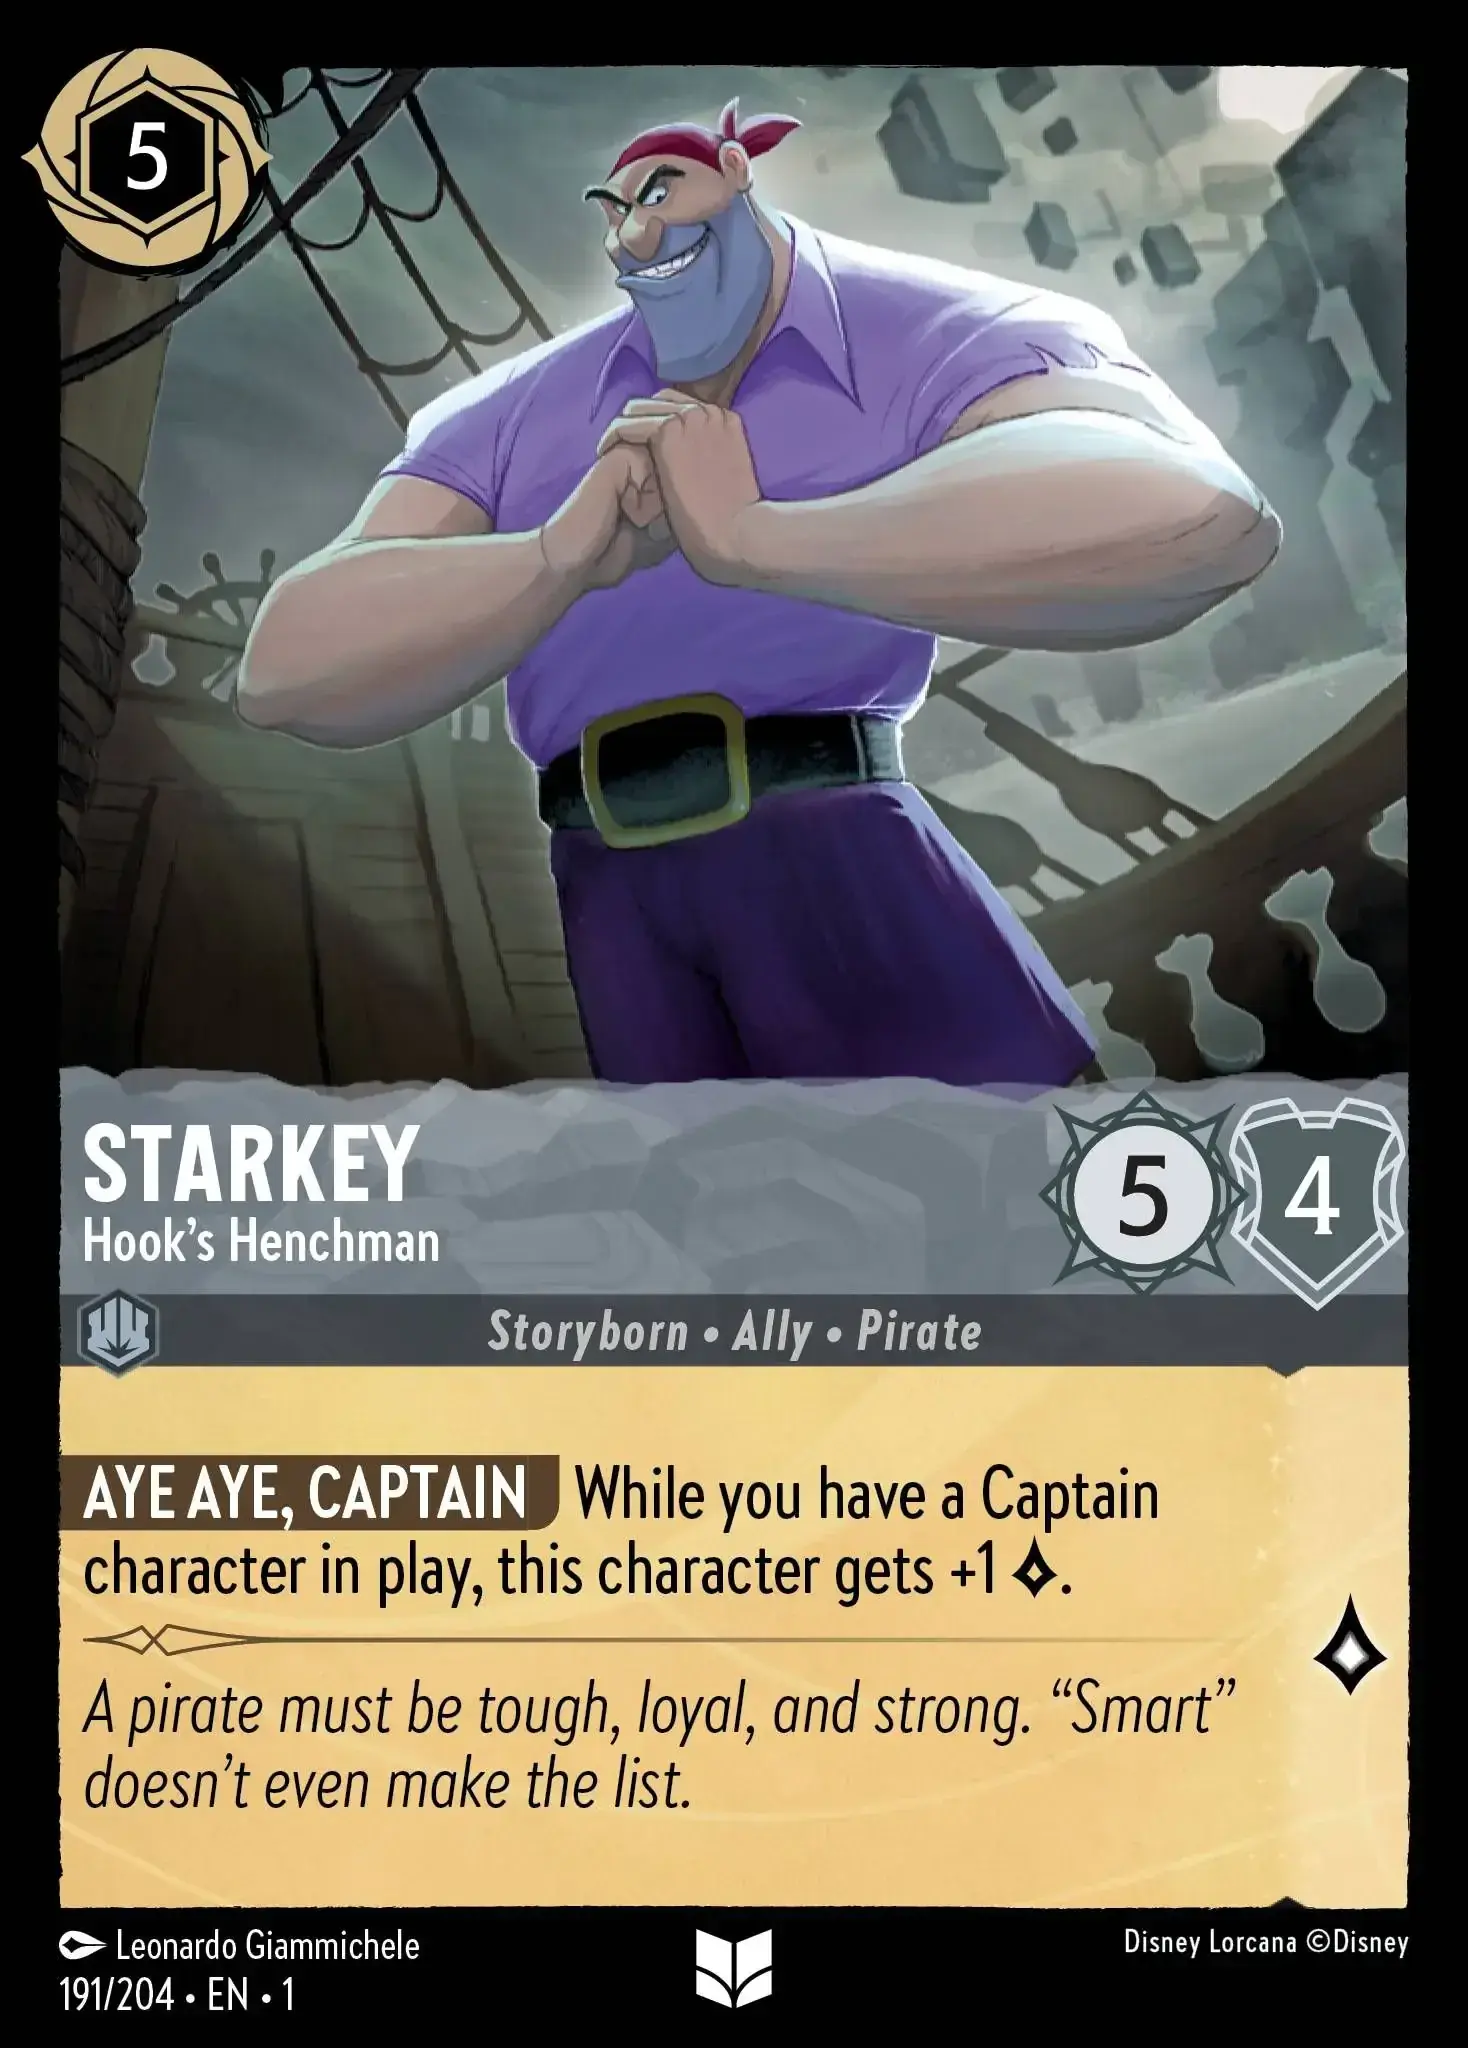 5
STARKEY
Hook’s Henchman
5 4
Storyborn • Ally • Pirate
AYE AYE, CAPTAIN While you have a Captain
character in play, this character gets +1 .
A pirate must be tough, loyal, and strong. “Smart”
doesn’t even make the list.
Leonardo Giammichele
191/204 • EN • 1
Disney Lorcana ©Disney